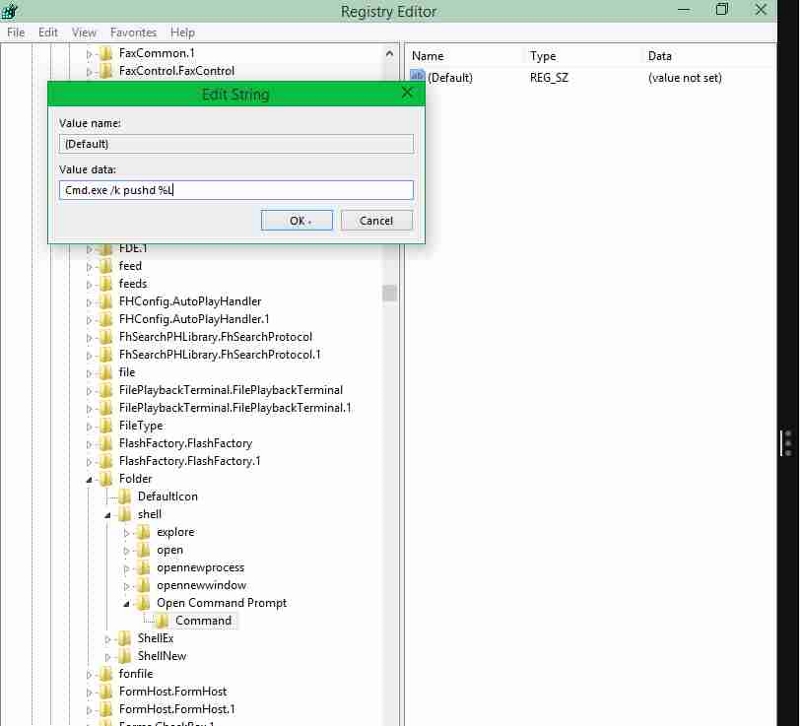 Registry Editor
File Edit View Favorites Help
FaxCommon.1
FaxControl.FaxControl
Name Type Data
(Default) REG_SZ (value not set)
Edit String
Value name:
(Default)
Value data:
Cmd.exe /k pushd %L
OK Cancel
FDE.1
feed
feeds
FHConfig.AutoPlayHandler
FHConfig.AutoPlayHandler.1
FhSearchPHLibrary.FhSearchProtocol
FhSearchPHLibrary.FhSearchProtocol.1
file
FilePlaybackTerminal.FilePlaybackTerminal
FilePlaybackTerminal.FilePlaybackTerminal.1
FileType
FlashFactory.FlashFactory
FlashFactory.FlashFactory.1
Folder
DefaultIcon
shell
explore
open
opennewprocess
opennewwindow
Open Command Prompt
Command
ShellEx
ShellNew
fonfile
FormHost.FormHost
FormHost.FormHost.1
Forms.CheckBox.1